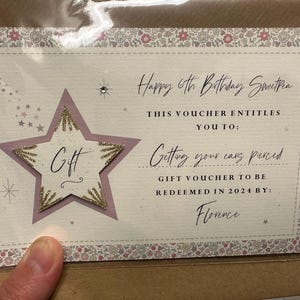 Happy 6th Birthday Sweetpea
THIS VOUCHER ENTITLES
YOU TO:
Getting your ears pierced
GIFT VOUCHER TO BE
REDEEMED IN 2024 BY:
Florence
Gift